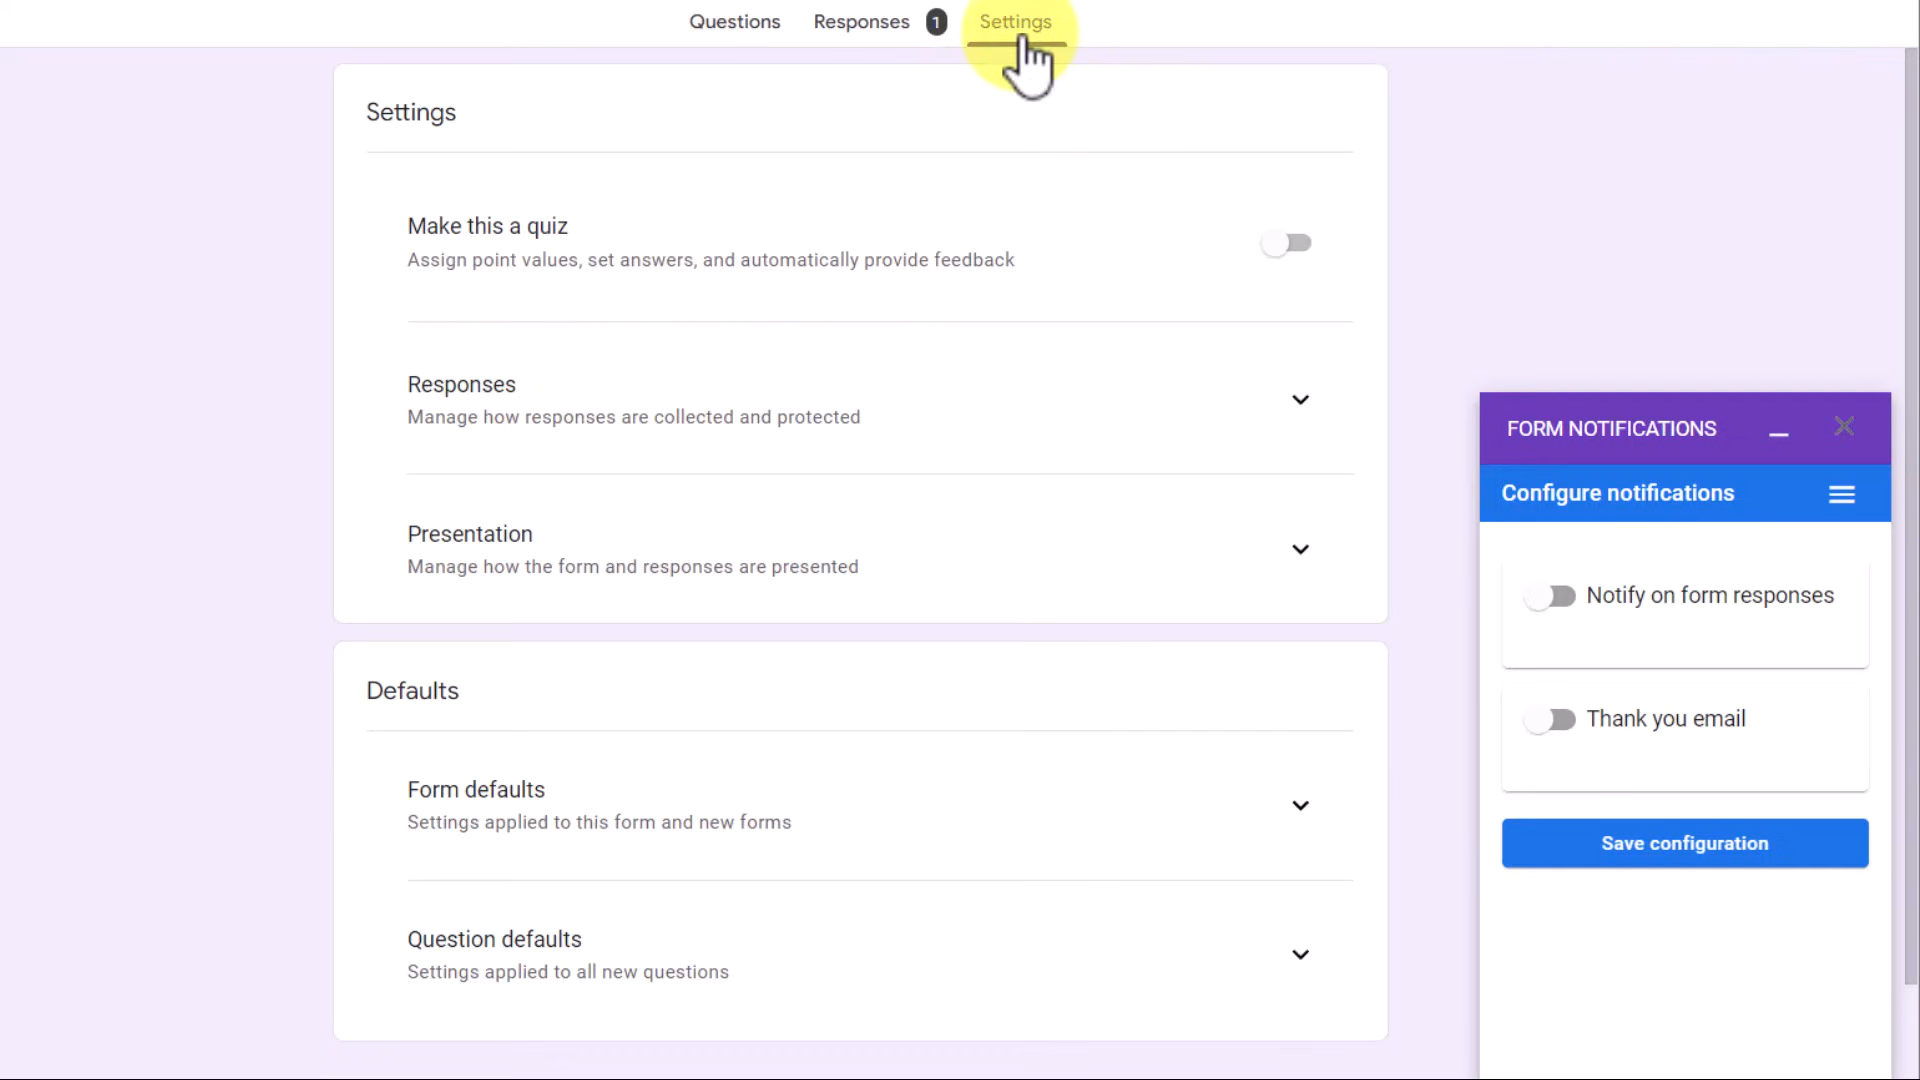 Questions Responses 1 Settings
Settings
Make this a quiz
Assign point values, set answers, and automatically provide feedback
Responses
Manage how responses are collected and protected
Presentation
Manage how the form and responses are presented
Defaults
Form defaults
Settings applied to this form and new forms
Question defaults
Settings applied to all new questions
FORM NOTIFICATIONS
Configure notifications
Notify on form responses
Thank you email
Save configuration